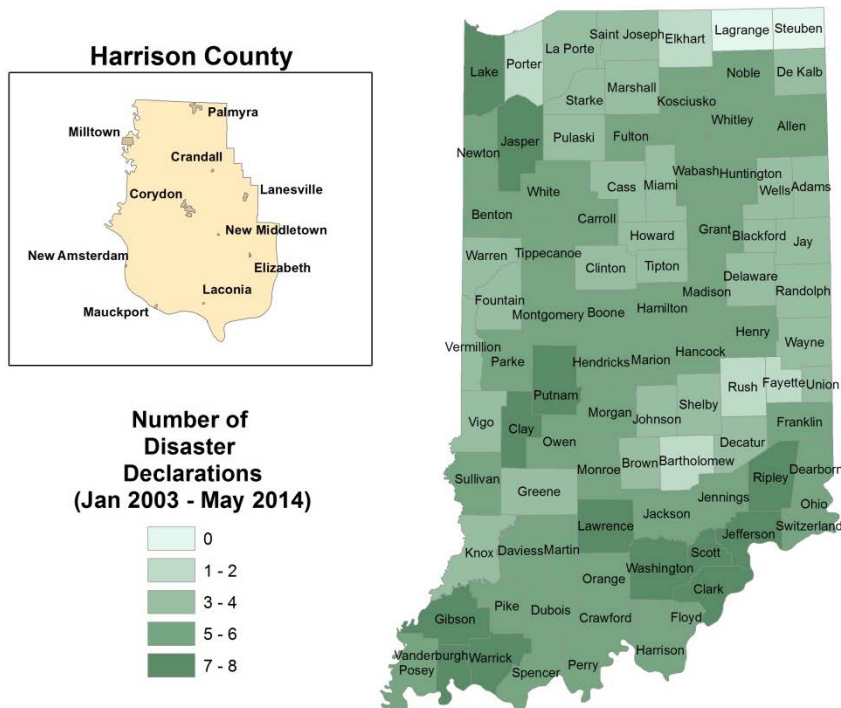 Harrison County
Palmyra
Milltown
Crandall
Corydon
Lanesville
New Middletown
New Amsterdam
Elizabeth
Laconia
Mauckport
Number of
Disaster
Declarations
(Jan 2003 - May 2014)
0
1 - 2
3 - 4
5 - 6
7 - 8
Lake
Porter
La Porte
Saint Joseph
Elkhart
Lagrange
Steuben
Noble
De Kalb
Starke
Marshall
Kosciusko
Whitley
Allen
Newton
Jasper
Pulaski
Fulton
Wabash
Huntington
Wells
Adams
White
Cass
Miami
Benton
Carroll
Grant
Blackford
Jay
Howard
Warren
Tippecanoe
Clinton
Tipton
Delaware
Randolph
Madison
Fountain
Montgomery
Boone
Hamilton
Henry
Wayne
Vermillion
Parke
Hendricks
Marion
Hancock
Putnam
Rush
Fayette
Union
Vigo
Clay
Morgan
Johnson
Shelby
Franklin
Owen
Decatur
Sullivan
Monroe
Brown
Bartholomew
Ripley
Dearborn
Greene
Jennings
Ohio
Lawrence
Jackson
Jefferson
Switzerland
Knox
Daviess
Martin
Scott
Washington
Orange
Clark
Gibson
Pike
Dubois
Crawford
Floyd
Harrison
Vanderburgh
Warrick
Posey
Spencer
Perry